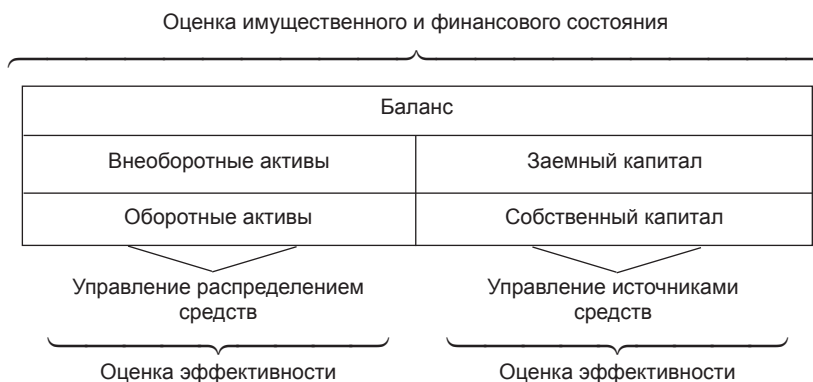 Оценка имущественного и финансового состояния
Баланс
Внеоборотные активы
Заемный капитал
Оборотные активы
Собственный капитал
Управление распределением
средств
Управление источниками
средств
Оценка эффективности
Оценка эффективности